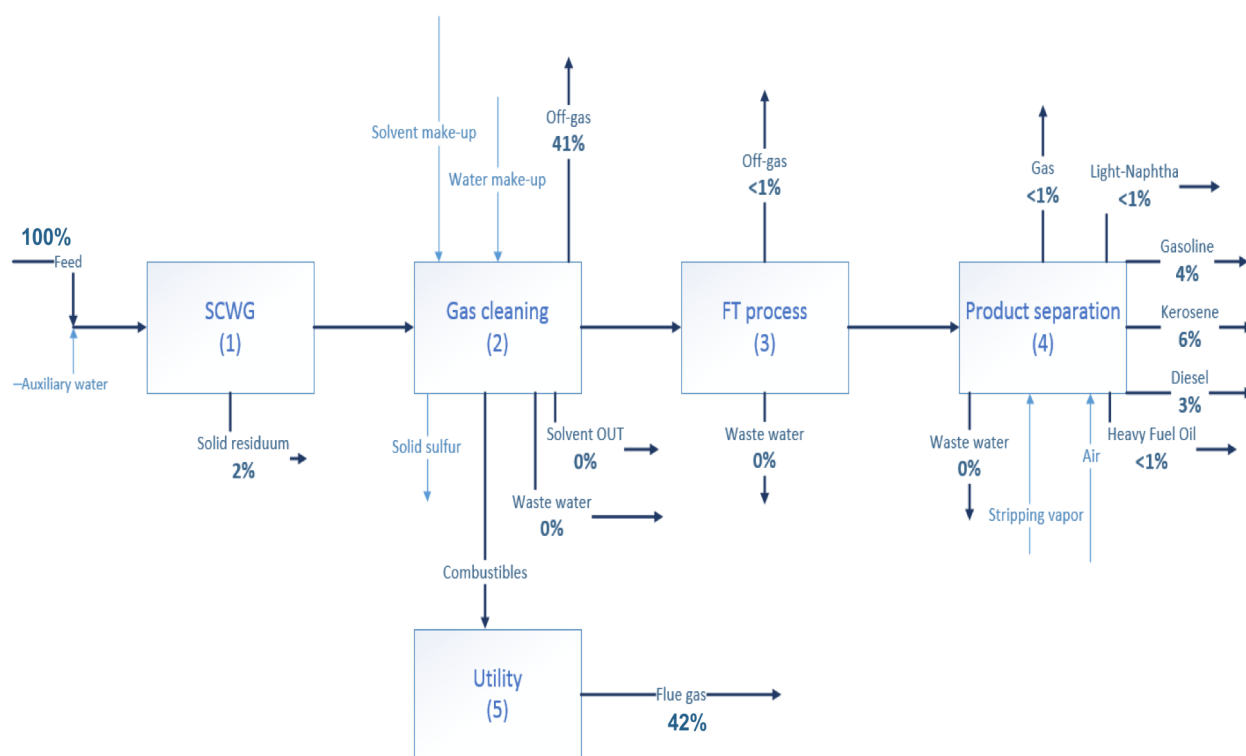 Off-gas
41%
Solvent make-up
Water make-up
Off-gas
<1%
Gas
<1%
Light-Naphtha
<1%
100%
Feed
Gasoline
4%
SCWG
(1)
Gas cleaning
(2)
FT process
(3)
Product separation
(4)
Kerosene
6%
Auxiliary water
Diesel
3%
Solid residuum
2%
Solid sulfur
Solvent OUT
0%
Waste water
0%
Waste water
0%
Waste water
0%
Air
Heavy Fuel Oil
<1%
Stripping vapor
Combustibles
Utility
(5)
Flue gas
42%